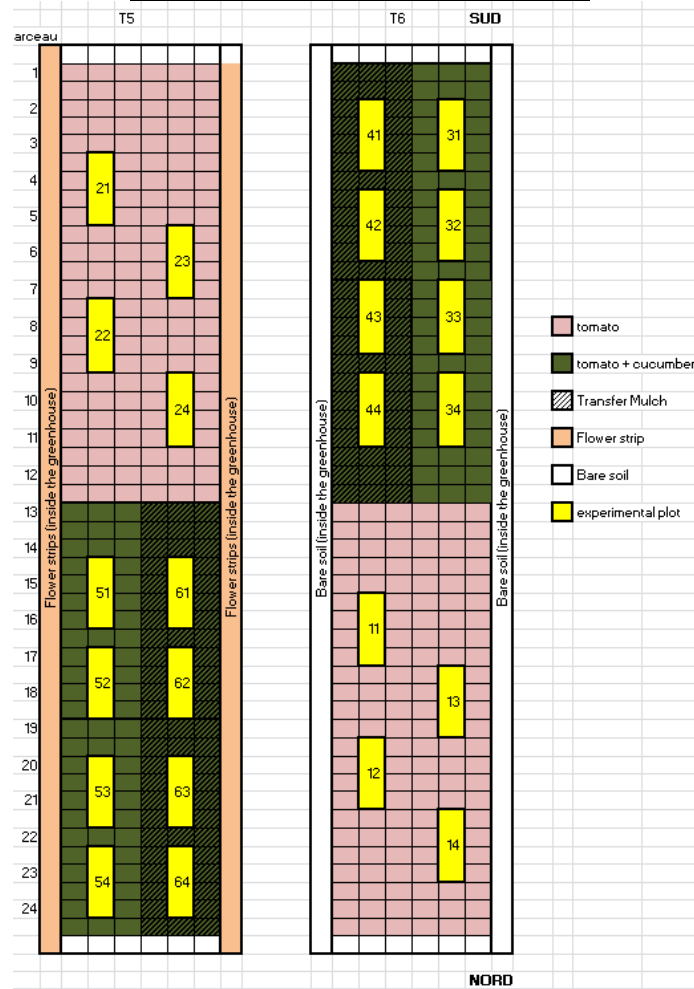 T5
T6 SUD
arceau
1
2
3
4
5
6
7
8
9
10
11
12
13
14
15
16
17
18
19
20
21
22
23
24
21
23
22
24
51 61
52 62
53 63
54 64
Flower strips (inside the greenhouse)
Flower strips (inside the greenhouse)
41 31
42 32
43 33
44 34
11
13
12
14
Bare soil (inside the greenhouse)
Bare soil (inside the greenhouse)
tomato
tomato + cucumber
Transfer Mulch
Flower strip
Bare soil
experimental plot
NORD